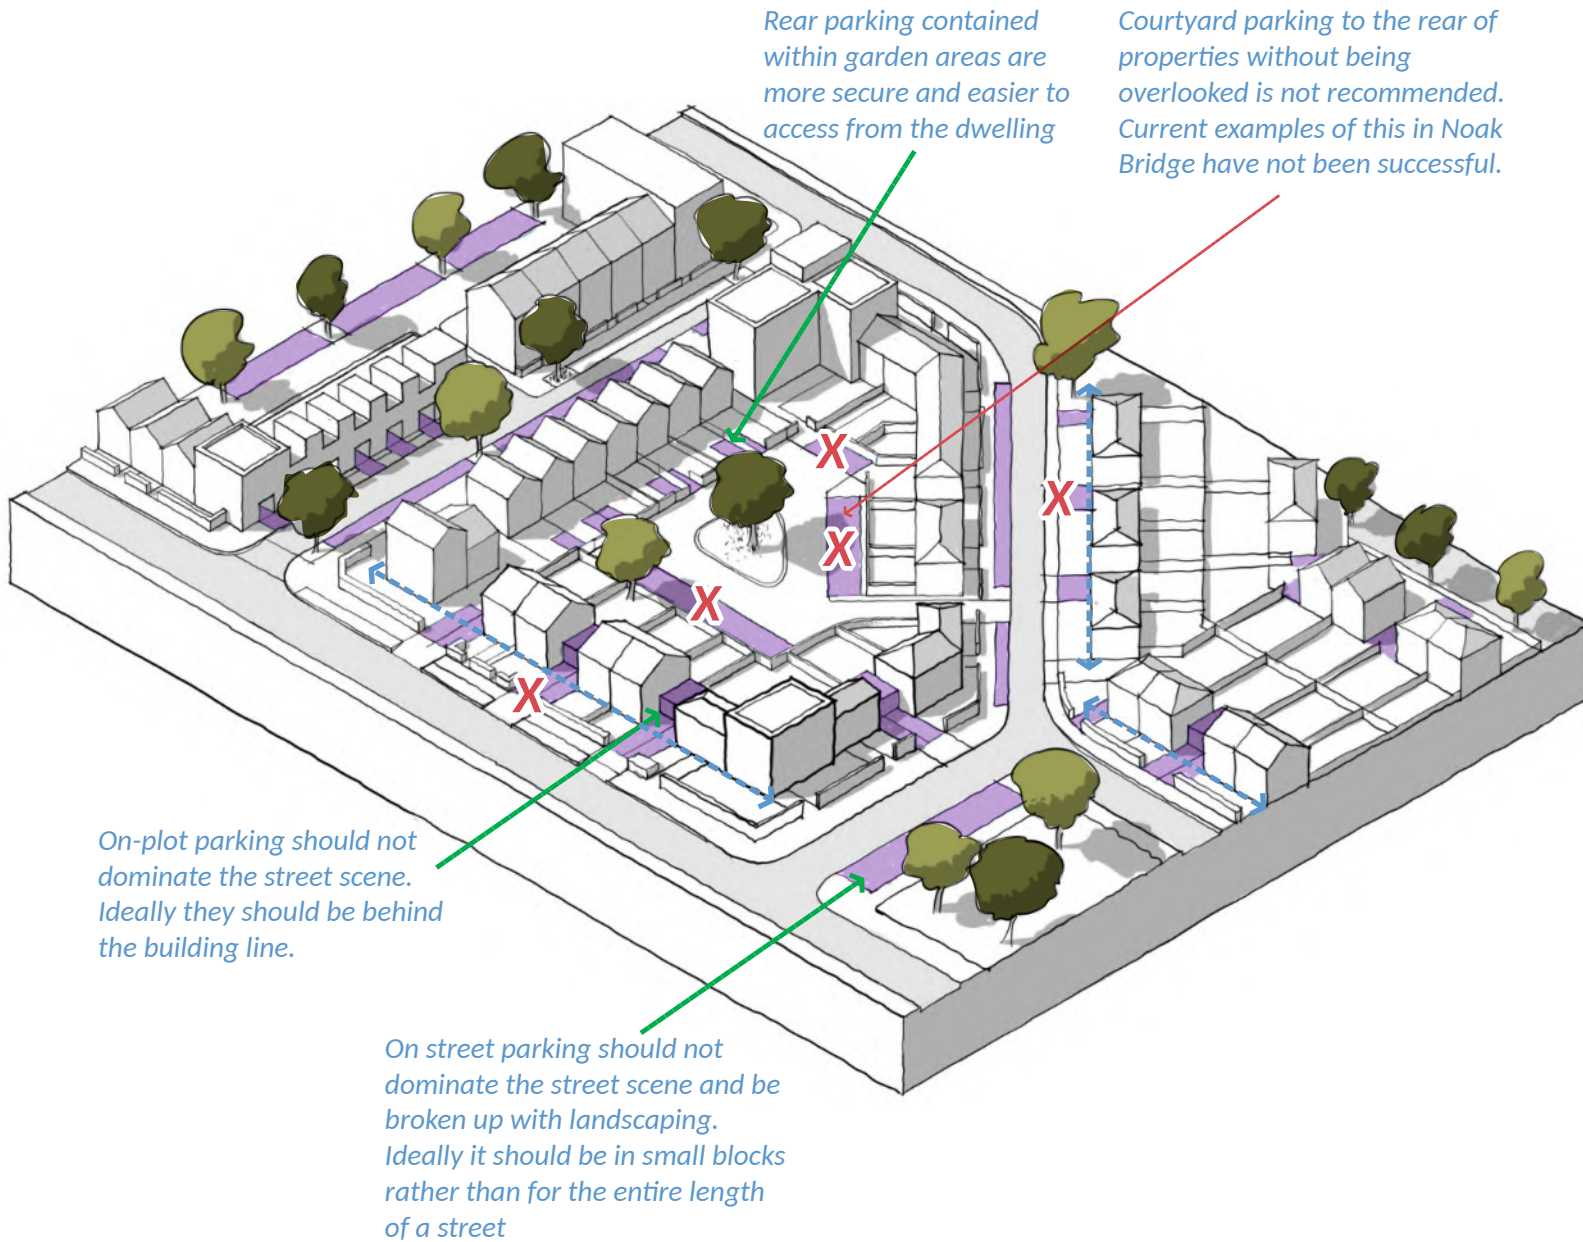 Rear parking contained
within garden areas are
more secure and easier to
access from the dwelling
Courtyard parking to the rear of
properties without being
overlooked is not recommended.
Current examples of this in Noak
Bridge have not been successful.
X
X
X
X
X
On-plot parking should not
dominate the street scene.
Ideally they should be behind
the building line.
On street parking should not
dominate the street scene and be
broken up with landscaping.
Ideally it should be in small blocks
rather than for the entire length
of a street